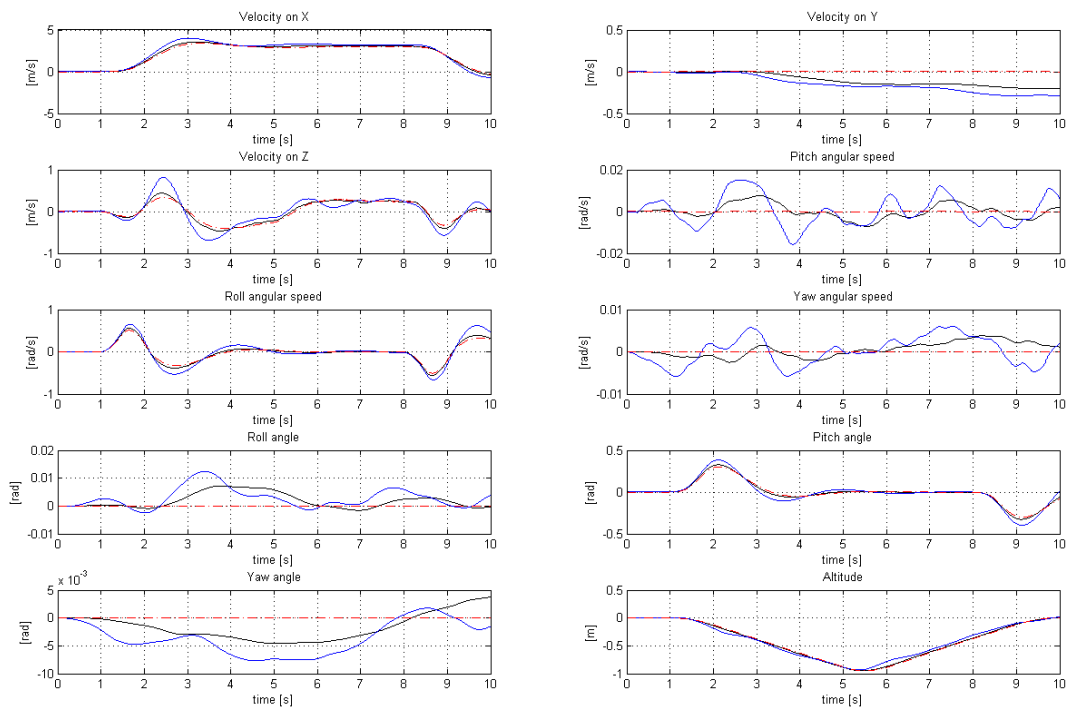 Velocity on X
5
0
-5
[m/s]
0 1 2 3 4 5 6 7 8 9 10
time [s]
Velocity on Y
0.5
0
-0.5
[m/s]
0 1 2 3 4 5 6 7 8 9 10
time [s]
Velocity on Z
1
0
-1
[m/s]
0 1 2 3 4 5 6 7 8 9 10
time [s]
Pitch angular speed
0.02
0
-0.02
[rad/s]
0 1 2 3 4 5 6 7 8 9 10
time [s]
Roll angular speed
1
0
-1
[rad/s]
0 1 2 3 4 5 6 7 8 9 10
time [s]
Yaw angular speed
0.01
0
-0.01
[rad/s]
0 1 2 3 4 5 6 7 8 9 10
time [s]
Roll angle
0.02
0.01
0
-0.01
[rad]
0 1 2 3 4 5 6 7 8 9 10
time [s]
Pitch angle
0.5
0
-0.5
[rad]
0 1 2 3 4 5 6 7 8 9 10
time [s]
x 10^-3
Yaw angle
5
0
-5
-10
[rad]
0 1 2 3 4 5 6 7 8 9 10
time [s]
Altitude
1
0
-0.5
-1
[m]
0 1 2 3 4 5 6 7 8 9 10
time [s]